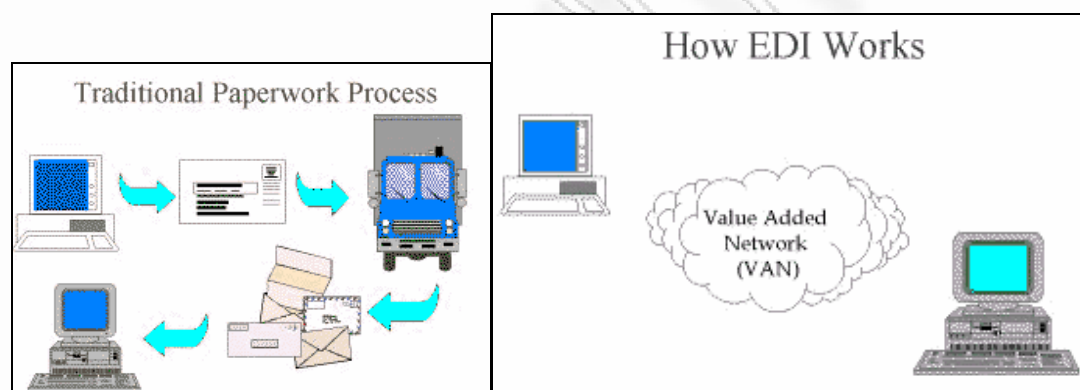 Traditional Paperwork Process
How EDI Works
Value Added
Network
(VAN)